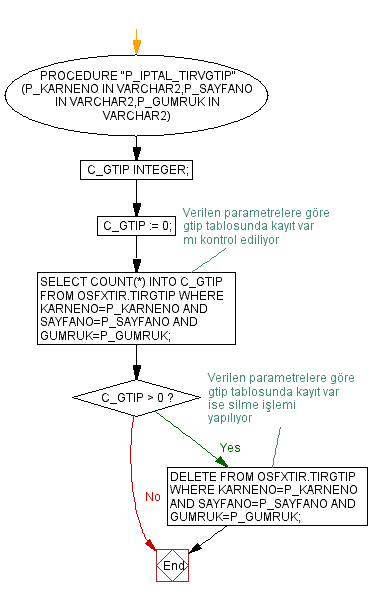 PROCEDURE "P_IPTAL_TIRVGTIP"
(P_KARNENO IN VARCHAR2,P_SAYFANO
IN VARCHAR2,P_GUMRUK IN
VARCHAR2)
C_GTIP INTEGER;
C_GTIP := 0;
Verilen parametrelere göre
gtip tablosunda kayıt var
mı kontrol ediliyor
SELECT COUNT(*) INTO C_GTIP
FROM OSFXTIR.TIRGTIP WHERE
KARNENO=P_KARNENO AND
SAYFANO=P_SAYFANO AND
GUMRUK=P_GUMRUK;
C_GTIP > 0 ?
Verilen parametrelere göre
gtip tablosunda kayıt var
ise silme işlemi
yapılıyor
Yes
DELETE FROM OSFXTIR.TIRGTIP
WHERE KARNENO=P_KARNENO
AND SAYFANO=P_SAYFANO AND
GUMRUK=P_GUMRUK;
No
End